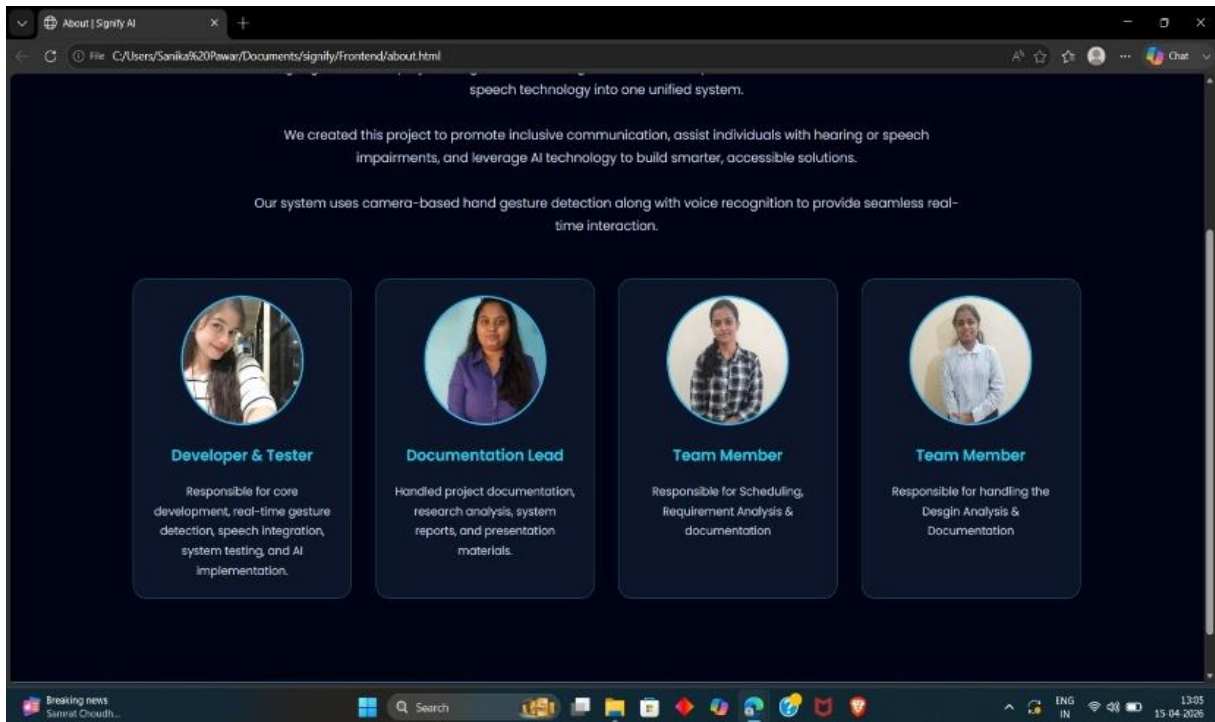 About | Signify AI
File C:/Users/Sanika%20Pawar/Documents/signify/Frontend/about.html
Chat
speech technology into one unified system.
We created this project to promote inclusive communication, assist individuals with hearing or speech
impairments, and leverage AI technology to build smarter, accessible solutions.
Our system uses camera-based hand gesture detection along with voice recognition to provide seamless real-
time interaction.
Developer & Tester
Responsible for core
development, real-time gesture
detection, speech integration,
system testing, and AI
implementation.
Documentation Lead
Handled project documentation,
research analysis, system
reports, and presentation
materials.
Team Member
Responsible for Scheduling,
Requirement Analysis &
documentation
Team Member
Responsible for handling the
Desgin Analysis &
Documentation
Breaking news
Samrat Choudh...
Search
ENG
IN
13:05
15-04-2026